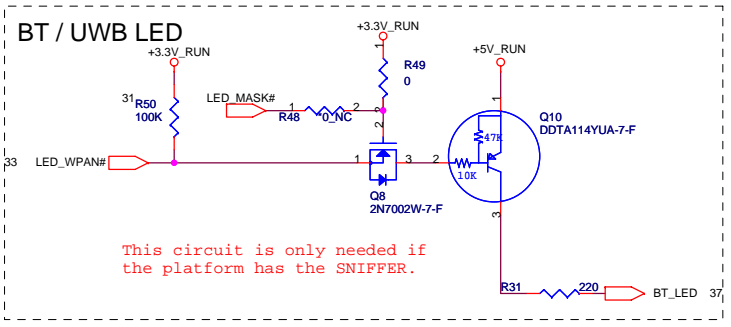 BT / UWB LED
+3.3V_RUN
+3.3V_RUN
+5V_RUN
1
R49
0
31
R50
100K
LED_MASK#
1
R48
2
*0_NC
2
2
1
Q10
DDTA114YUA-7-F
47K
10K
33
LED_WPAN#
1
3
2
Q8
2N7002W-7-F
3
This circuit is only needed if
the platform has the SNIFFER.
R31
220
BT_LED
37